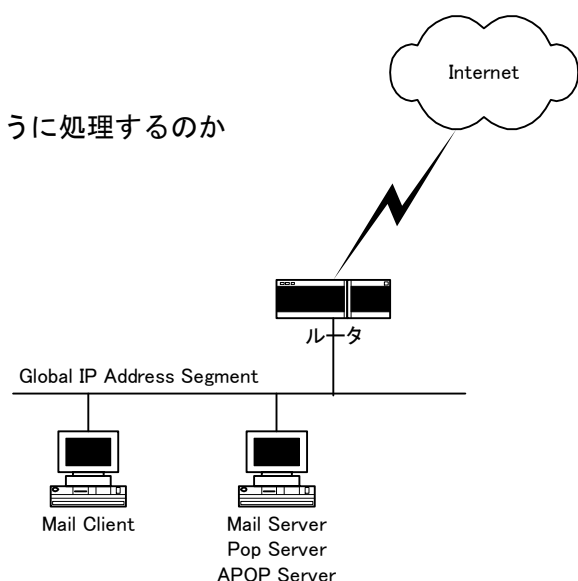 Internet
うに処理するのか
ルータ
Global IP Address Segment
Mail Client
Mail Server
Pop Server
APOP Server